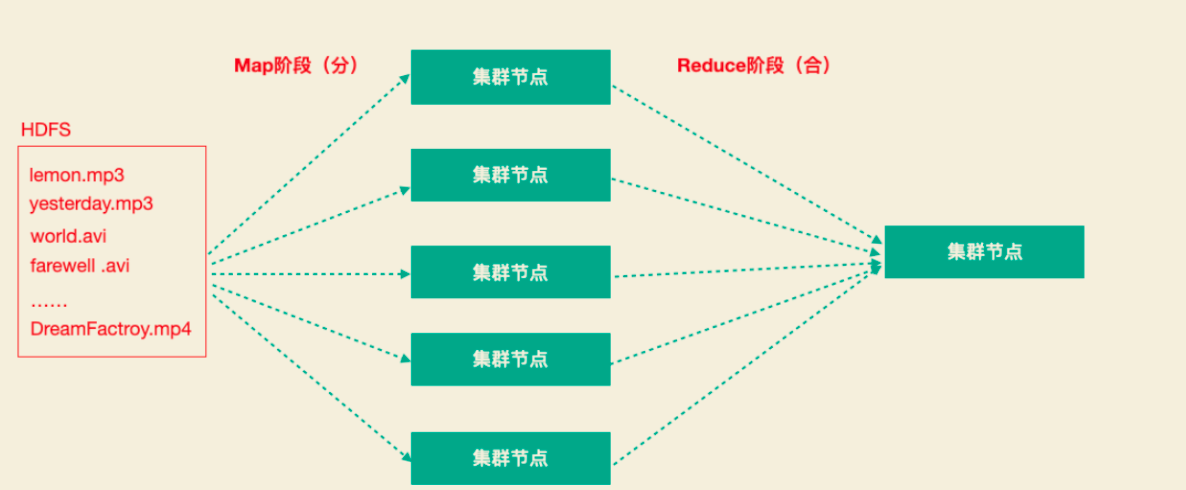 Map阶段（分）
Reduce阶段（合）
HDFS
lemon.mp3
yesterday.mp3
world.avi
farewell .avi
……
DreamFactroy.mp4
集群节点
集群节点
集群节点
集群节点
集群节点
集群节点